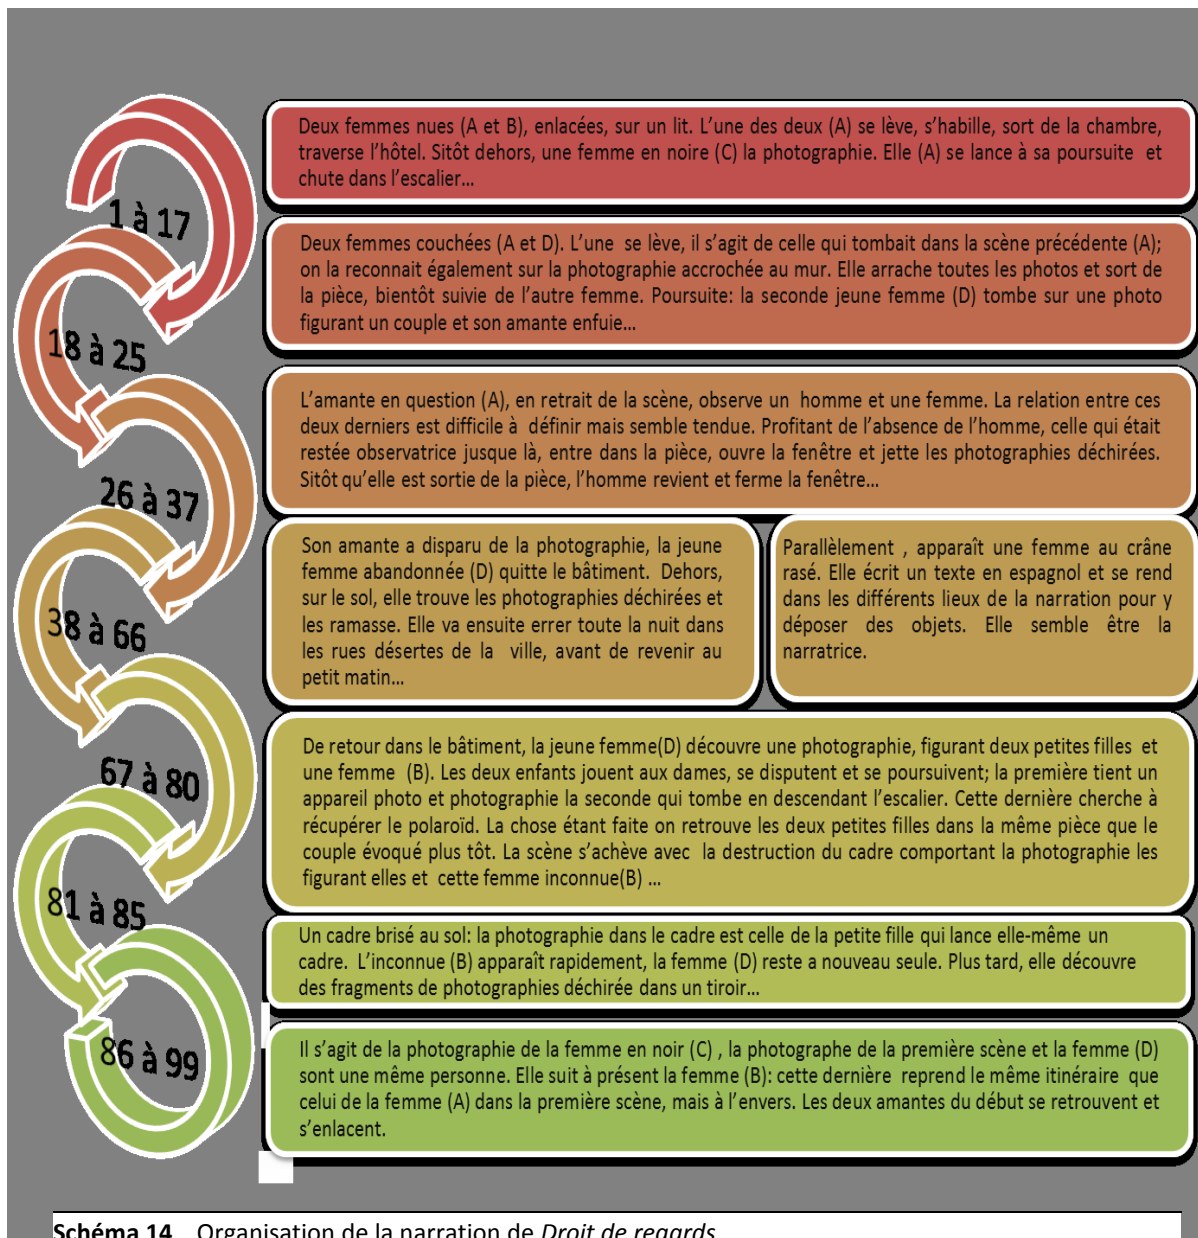 Deux femmes nues (A et B), enlacées, sur un lit. L’une des deux (A) se lève, s’habille, sort de la chambre,
traverse l’hôtel. Sitôt dehors, une femme en noire (C) la photographie. Elle (A) se lance à sa poursuite et
chute dans l’escalier…
1 à 17
Deux femmes couchées (A et D). L’une se lève, il s’agit de celle qui tombait dans la scène précédente (A);
on la reconnait également sur la photographie accrochée au mur. Elle arrache toutes les photos et sort de
la pièce, bientôt suivie de l’autre femme. Poursuite: la seconde jeune femme (D) tombe sur une photo
figurant un couple et son amante enfuie…
18 à 25
L’amante en question (A), en retrait de la scène, observe un homme et une femme. La relation entre ces
deux derniers est difficile à définir mais semble tendue. Profitant de l’absence de l’homme, celle qui était
restée observatrice jusque là, entre dans la pièce, ouvre la fenêtre et jette les photographies déchirées.
Sitôt qu’elle est sortie de la pièce, l’homme revient et ferme la fenêtre…
26 à 37
Son amante a disparu de la photographie, la jeune
femme abandonnée (D) quitte le bâtiment. Dehors,
sur le sol, elle trouve les photographies déchirées et
les ramasse. Elle va ensuite errer toute la nuit dans
les rues désertes de la ville, avant de revenir au
petit matin…
Parallèlement , apparaît une femme au crâne
rasé. Elle écrit un texte en espagnol et se rend
dans les différents lieux de la narration pour y
déposer des objets. Elle semble être la
narratrice.
38 à 66
De retour dans le bâtiment, la jeune femme(D) découvre une photographie, figurant deux petites filles et
une femme (B). Les deux enfants jouent aux dames, se disputent et se poursuivent; la première tient un
appareil photo et photographie la seconde qui tombe en descendant l’escalier. Cette dernière cherche à
récupérer le polaroïd. La chose étant faite on retrouve les deux petites filles dans la même pièce que le
couple évoqué plus tôt. La scène s’achève avec la destruction du cadre comportant la photographie les
figurant elles et cette femme inconnue(B) …
67 à 80
Un cadre brisé au sol: la photographie dans le cadre est celle de la petite fille qui lance elle-même un
cadre. L’inconnue (B) apparaît rapidement, la femme (D) reste a nouveau seule. Plus tard, elle découvre
des fragments de photographies déchirée dans un tiroir…
81 à 85
Il s’agit de la photographie de la femme en noir (C) , la photographe de la première scène et la femme (D)
sont une même personne. Elle suit à présent la femme (B): cette dernière reprend le même itinéraire que
celui de la femme (A) dans la première scène, mais à l’envers. Les deux amantes du début se retrouvent et
s’enlacent.
86 à 99
Schéma 14 Organisation de la narration de Droit de regards